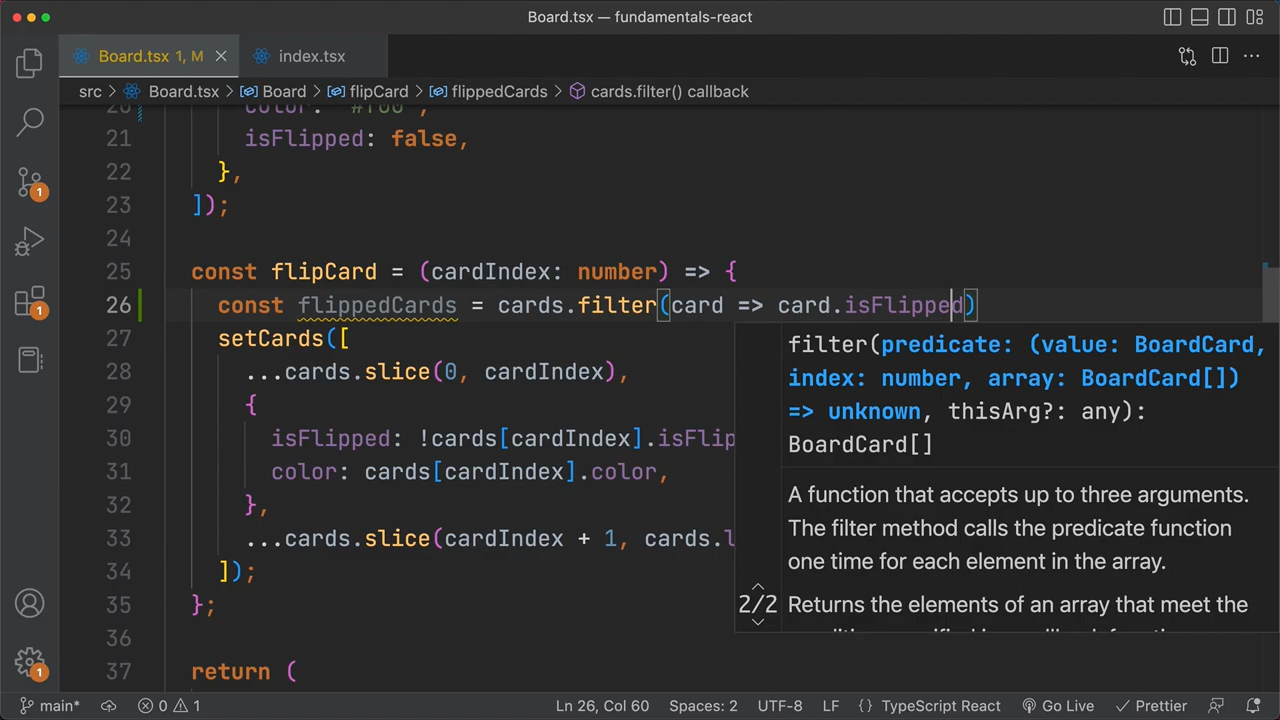 Board.tsx — fundamentals-react
Board.tsx 1, M
index.tsx
src > Board.tsx > Board > flipCard > flippedCards > cards.filter() callback
21 isFlipped: false,
22 },
23 ]);
24
25 const flipCard = (cardIndex: number) => {
26 const flippedCards = cards.filter(card => card.isFlipped)
27 setCards([
28 ...cards.slice(0, cardIndex),
29 {
30 isFlipped: !cards[cardIndex].isFlip
31 color: cards[cardIndex].color,
32 },
33 ...cards.slice(cardIndex + 1, cards.l
34 ]);
35 };
36
37 return (
filter(predicate: (value: BoardCard,
index: number, array: BoardCard[])
=> unknown, thisArg?: any):
BoardCard[]
A function that accepts up to three arguments.
The filter method calls the predicate function
one time for each element in the array.
2/2
Returns the elements of an array that meet the
1
1
1
main* 0 1 Ln 26, Col 60 Spaces: 2 UTF-8 LF {} TypeScript React Go Live Prettier